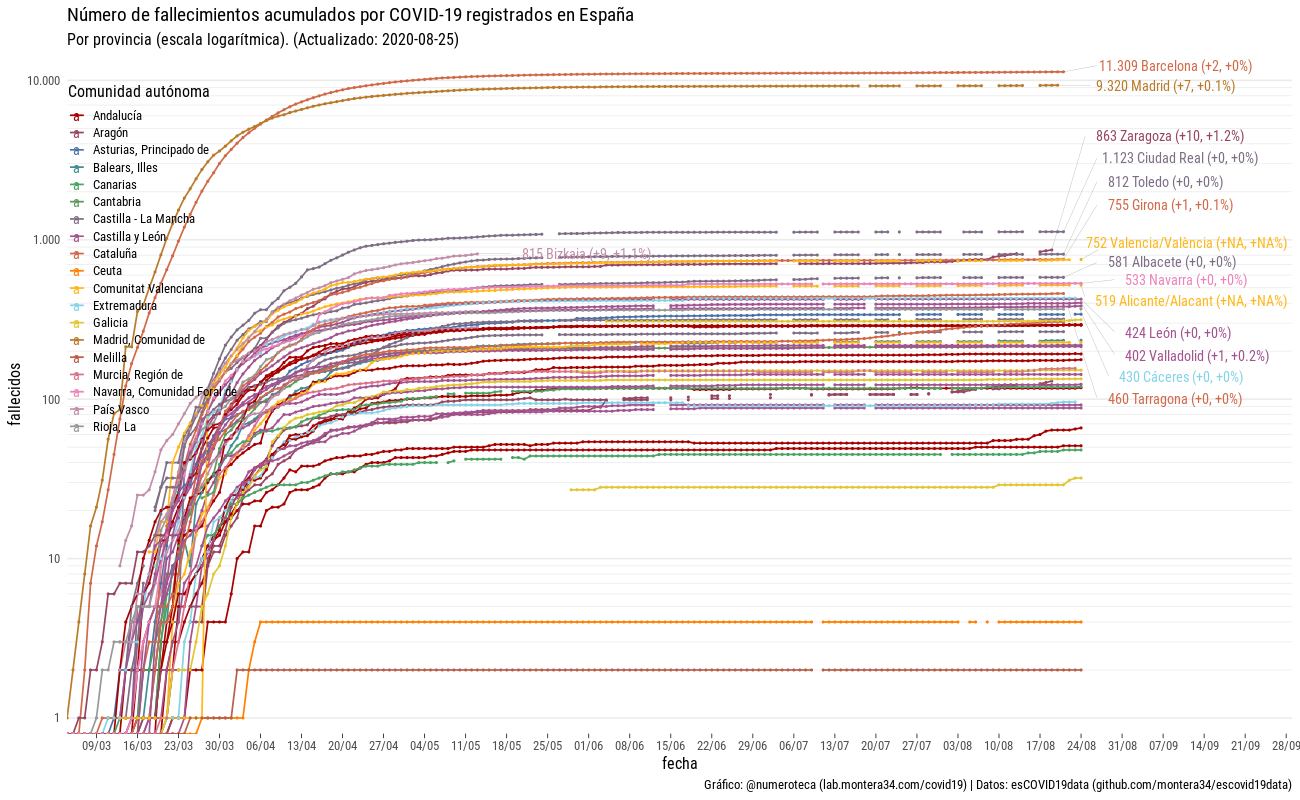 Número de fallecimientos acumulados por COVID-19 registrados en España
Por provincia (escala logarítmica). (Actualizado: 2020-08-25)
fallecidos
10.000
1.000
100
10
1
Comunidad autónoma
Andalucía
Aragón
Asturias, Principado de
Balears, Illes
Canarias
Cantabria
Castilla - La Mancha
Castilla y León
Cataluña
Ceuta
Comunitat Valenciana
Extremadura
Galicia
Madrid, Comunidad de
Melilla
Murcia, Región de
Navarra, Comunidad Foral de
País Vasco
Rioja, La
815 Bizkaia (+9, +1.1%)
11.309 Barcelona (+2, +0%)
9.320 Madrid (+7, +0.1%)
863 Zaragoza (+10, +1.2%)
1.123 Ciudad Real (+0, +0%)
812 Toledo (+0, +0%)
755 Girona (+1, +0.1%)
752 Valencia/València (+NA, +NA%)
581 Albacete (+0, +0%)
533 Navarra (+0, +0%)
519 Alicante/Alacant (+NA, +NA%)
424 León (+0, +0%)
402 Valladolid (+1, +0.2%)
430 Cáceres (+0, +0%)
460 Tarragona (+0, +0%)
09/03 16/03 23/03 30/03 06/04 13/04 20/04 27/04 04/05 11/05 18/05 25/05 01/06 08/06 15/06 22/06 29/06 06/07 13/07 20/07 27/07 03/08 10/08 17/08 24/08 31/08 07/09 14/09 21/09 28/09
fecha
Gráfico: @numeroteca (lab.montera34.com/covid19) | Datos: esCOVID19data (github.com/montera34/escovid19data)